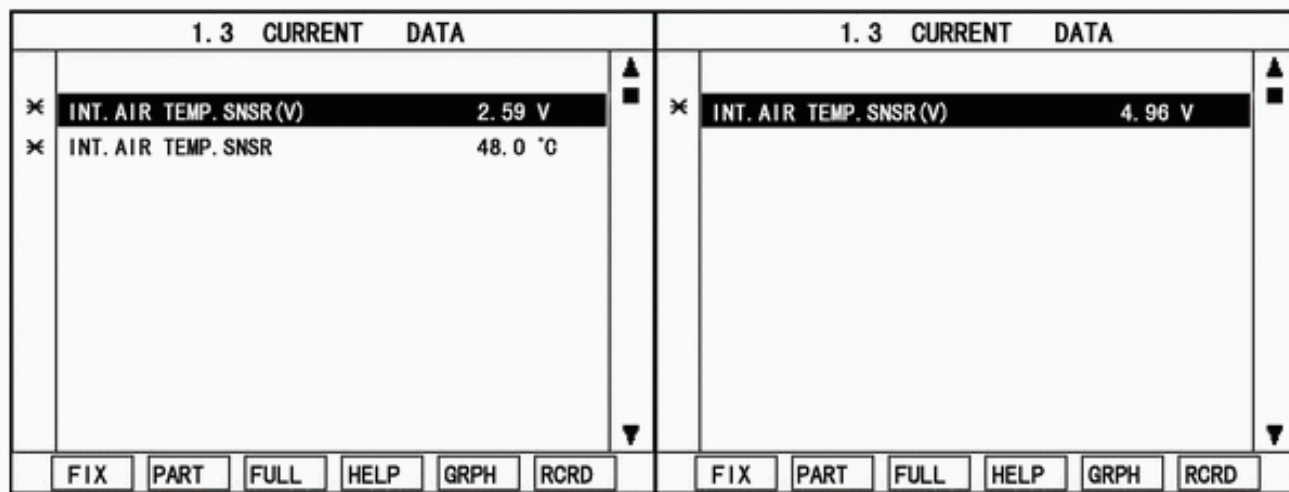 1.3 CURRENT DATA
INT.AIR TEMP.SNSR(V) 2.59 V
INT.AIR TEMP.SNSR 48.0 °C
FIX PART FULL HELP GRPH RCRD
1.3 CURRENT DATA
INT.AIR TEMP.SNSR(V) 4.96 V
FIX PART FULL HELP GRPH RCRD